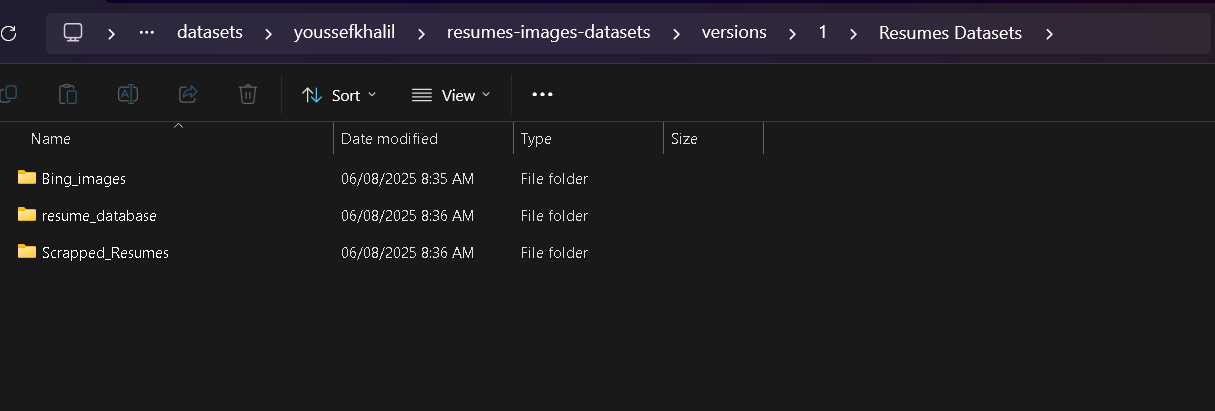 ··· datasets youssefkhalil resumes-images-datasets versions 1 Resumes Datasets
Sort View ···
Name Date modified Type Size
Bing_images 06/08/2025 8:35 AM File folder
resume_database 06/08/2025 8:36 AM File folder
Scrapped_Resumes 06/08/2025 8:36 AM File folder